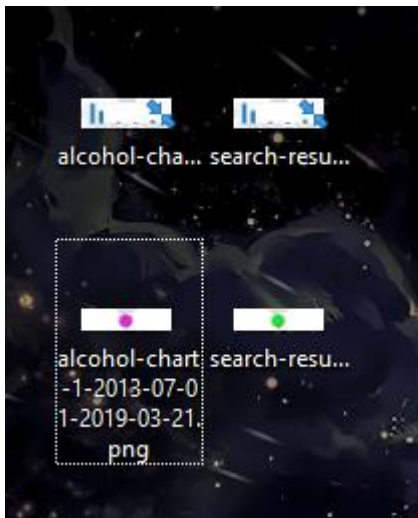 alcohol-cha... search-resu...
alcohol-chart search-resu...
-1-2013-07-0
1-2019-03-21.
png